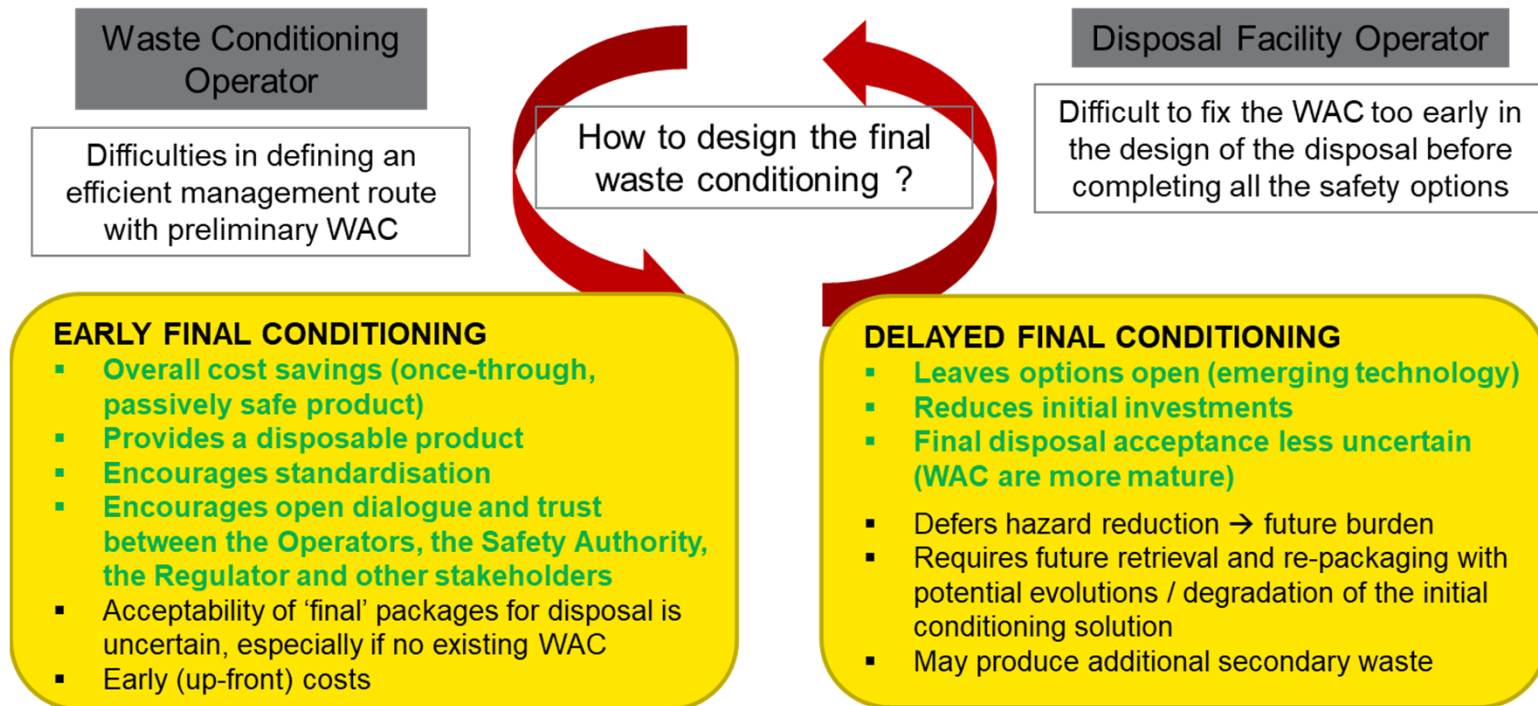 Waste Conditioning
Operator
Disposal Facility Operator
Difficulties in defining an
efficient management route
with preliminary WAC
How to design the final
waste conditioning ?
Difficult to fix the WAC too early in
the design of the disposal before
completing all the safety options
EARLY FINAL CONDITIONING
▪ Overall cost savings (once-through,
passively safe product)
▪ Provides a disposable product
▪ Encourages standardisation
▪ Encourages open dialogue and trust
between the Operators, the Safety Authority,
the Regulator and other stakeholders
▪ Acceptability of ‘final’ packages for disposal is
uncertain, especially if no existing WAC
▪ Early (up-front) costs
DELAYED FINAL CONDITIONING
▪ Leaves options open (emerging technology)
▪ Reduces initial investments
▪ Final disposal acceptance less uncertain
(WAC are more mature)
▪ Defers hazard reduction → future burden
▪ Requires future retrieval and re-packaging with
potential evolutions / degradation of the initial
conditioning solution
▪ May produce additional secondary waste